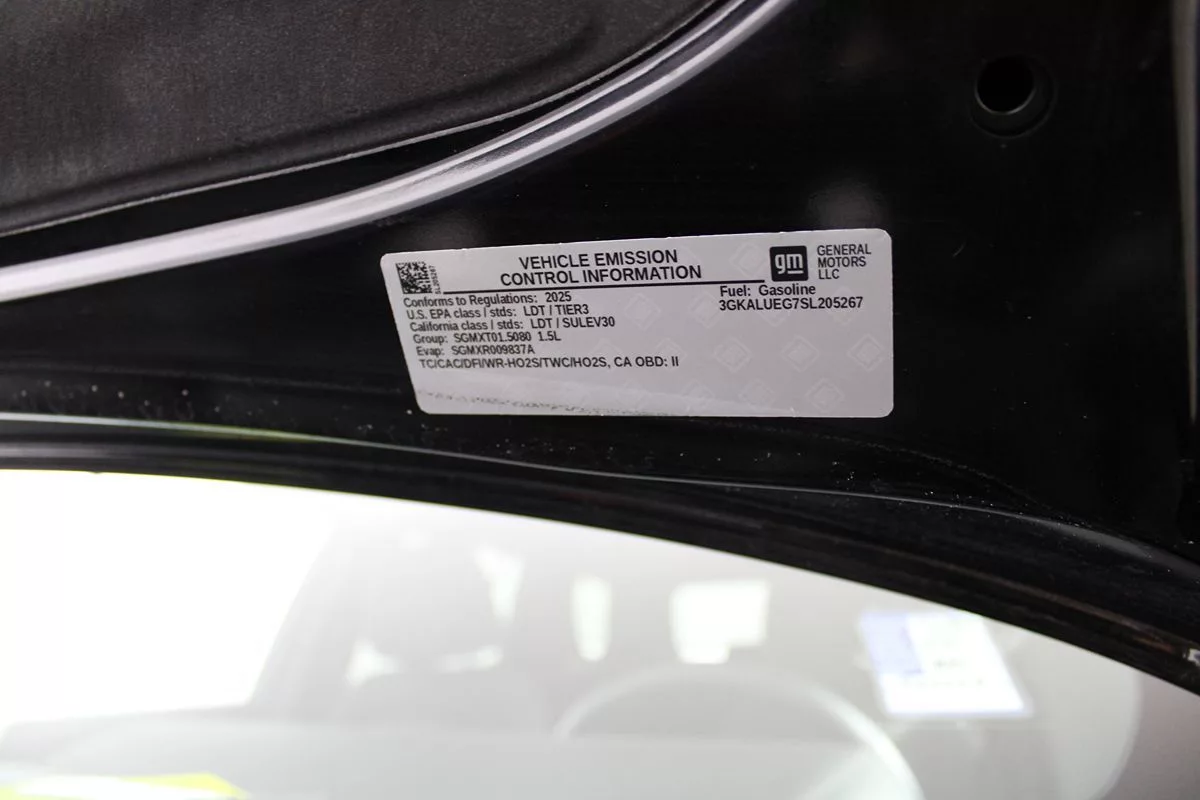 VEHICLE EMISSION
CONTROL INFORMATION
gm
GENERAL
MOTORS
LLC
SL205267
Conforms to Regulations: 2025
U.S. EPA class / stds: LDT / TIER3
California class / stds: LDT / SULEV30
Group: SGMXT01.5080 1.5L
Evap: SGMXR009837A
TC/CAC/DFI/WR-HO2S/TWC/HO2S, CA OBD: II
Fuel: Gasoline
3GKALUEG7SL205267